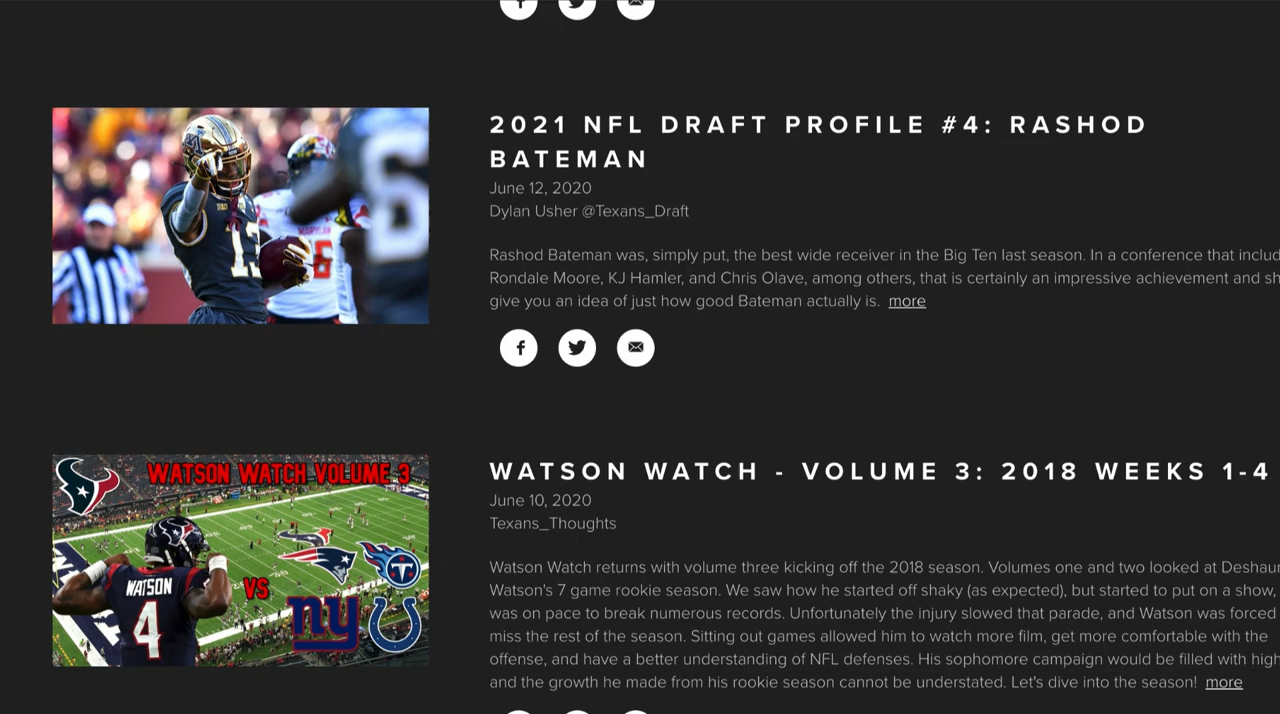 2021 NFL DRAFT PROFILE #4: RASHOD
BATEMAN
June 12, 2020
Dylan Usher @Texans_Draft
Rashod Bateman was, simply put, the best wide receiver in the Big Ten last season. In a conference that includ
Rondale Moore, KJ Hamler, and Chris Olave, among others, that is certainly an impressive achievement and sh
give you an idea of just how good Bateman actually is. more
13
6
WATSON WATCH VOLUME 3
WATSON
4
VS
ny
WATSON WATCH - VOLUME 3: 2018 WEEKS 1-4
June 10, 2020
Texans_Thoughts
Watson Watch returns with volume three kicking off the 2018 season. Volumes one and two looked at Deshaun
Watson's 7 game rookie season. We saw how he started off shaky (as expected), but started to put on a show,
was on pace to break numerous records. Unfortunately the injury slowed that parade, and Watson was forced
miss the rest of the season. Sitting out games allowed him to watch more film, get more comfortable with the
offense, and have a better understanding of NFL defenses. His sophomore campaign would be filled with high
and the growth he made from his rookie season cannot be understated. Let's dive into the season! more